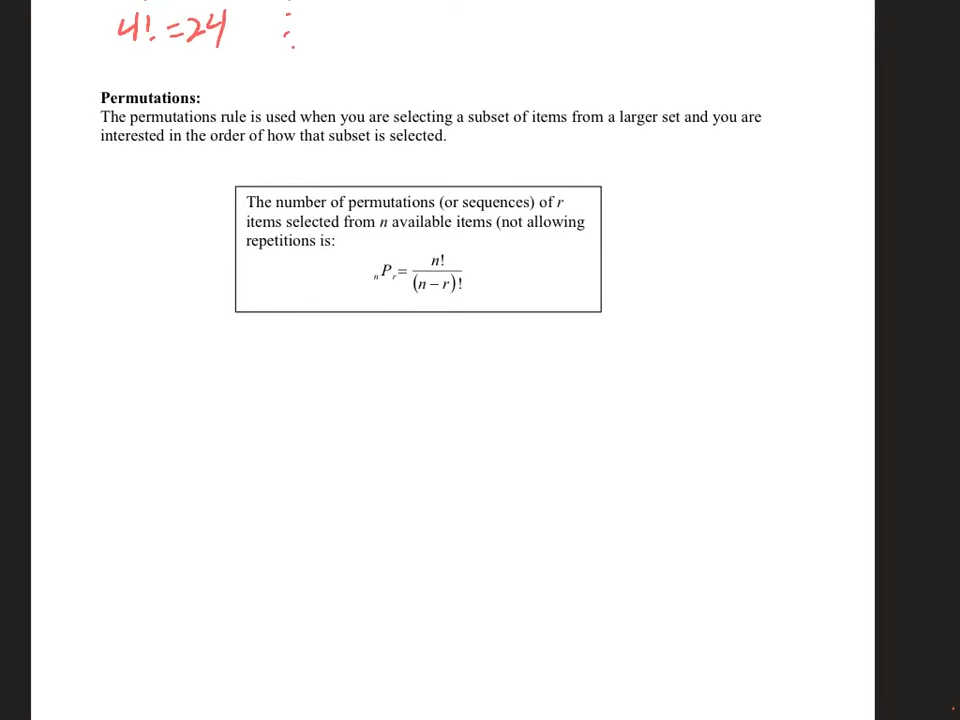 4! = 24
Permutations:
The permutations rule is used when you are selecting a subset of items from a larger set and you are
interested in the order of how that subset is selected.
The number of permutations (or sequences) of r
items selected from n available items (not allowing
repetitions is:
nPr = n! / (n − r)!